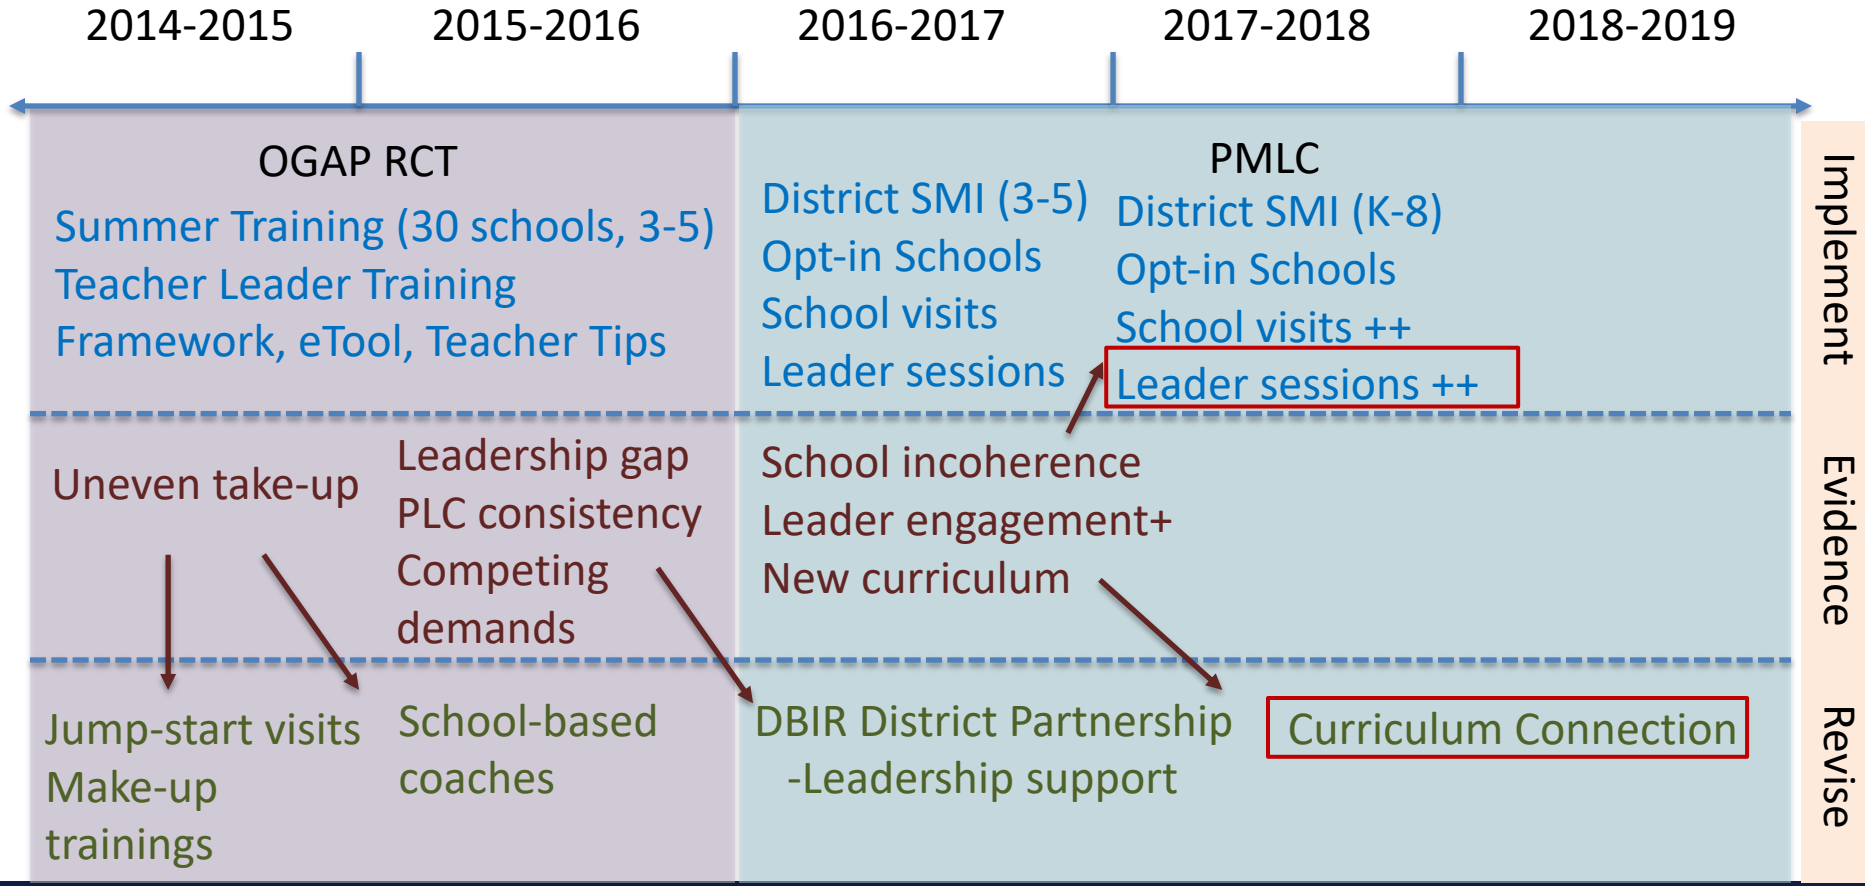 2014-2015
2015-2016
2016-2017
2017-2018
2018-2019
OGAP RCT
Summer Training (30 schools, 3-5)
Teacher Leader Training
Framework, eTool, Teacher Tips
PMLC
District SMI (3-5)
Opt-in Schools
School visits
Leader sessions
District SMI (K-8)
Opt-in Schools
School visits ++
Leader sessions ++
Implement
Uneven take-up
Leadership gap
PLC consistency
Competing
demands
School incoherence
Leader engagement+
New curriculum
Evidence
Jump-start visits
Make-up
trainings
School-based
coaches
DBIR District Partnership
-Leadership support
Curriculum Connection
Revise